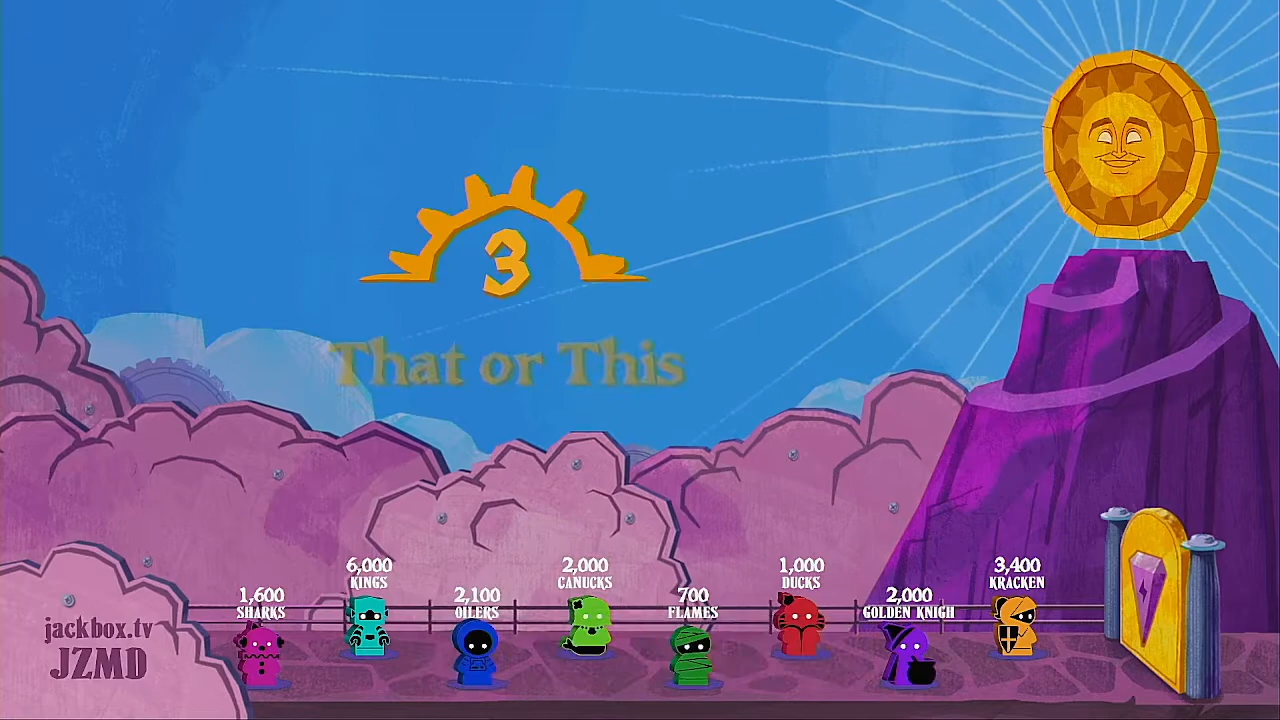 3
That or This
1,600
SHARKS
6,000
KINGS
2,100
OILERS
2,000
CANUCKS
700
FLAMES
1,000
DUCKS
2,000
GOLDEN KNIGH
3,400
KRACKEN
jackbox.tv
JZMD